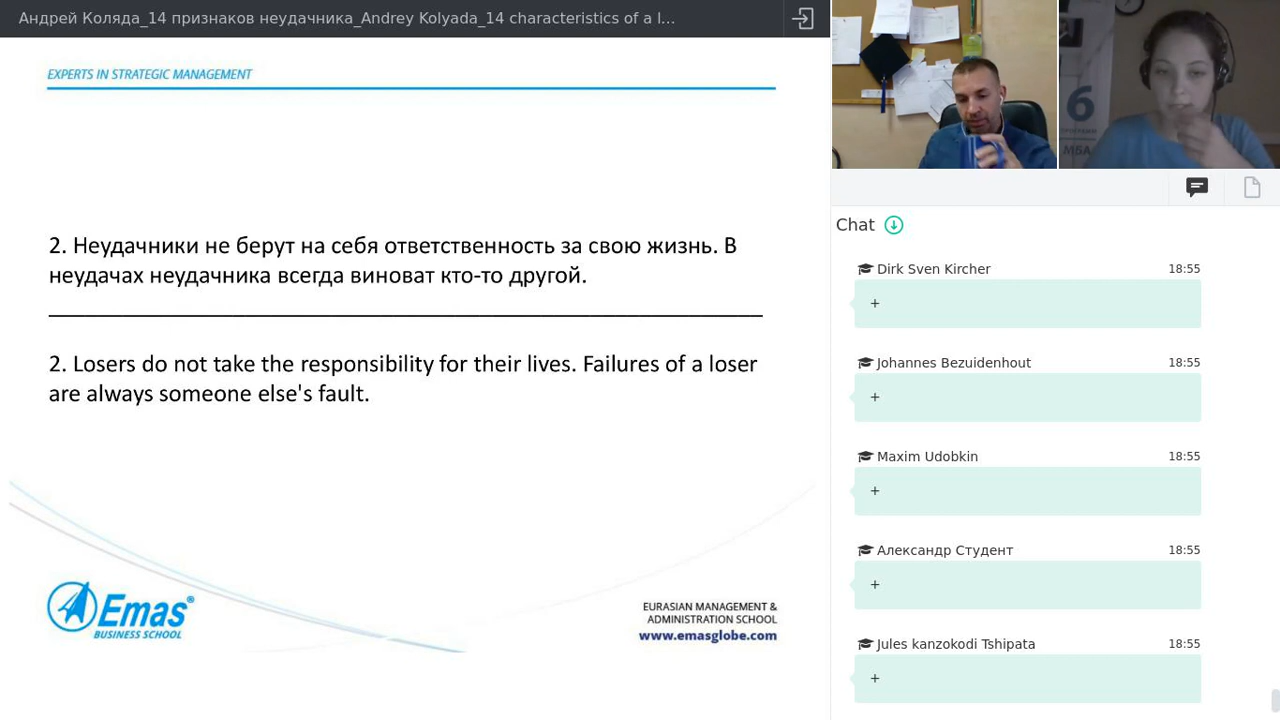 Андрей Коляда_14 признаков неудачника_Andrey Kolyada_14 characteristics of a l...
EXPERTS IN STRATEGIC MANAGEMENT
2. Неудачники не берут на себя ответственность за свою жизнь. В
неудачах неудачника всегда виноват кто-то другой.
2. Losers do not take the responsibility for their lives. Failures of a loser
are always someone else's fault.
Emas®
BUSINESS SCHOOL
EURASIAN MANAGEMENT &
ADMINISTRATION SCHOOL
www.emasglobe.com
6
МБА
Chat
Dirk Sven Kircher 18:55
+
Johannes Bezuidenhout 18:55
+
Maxim Udobkin 18:55
+
Александр Студент 18:55
+
Jules kanzokodi Tshipata 18:55
+